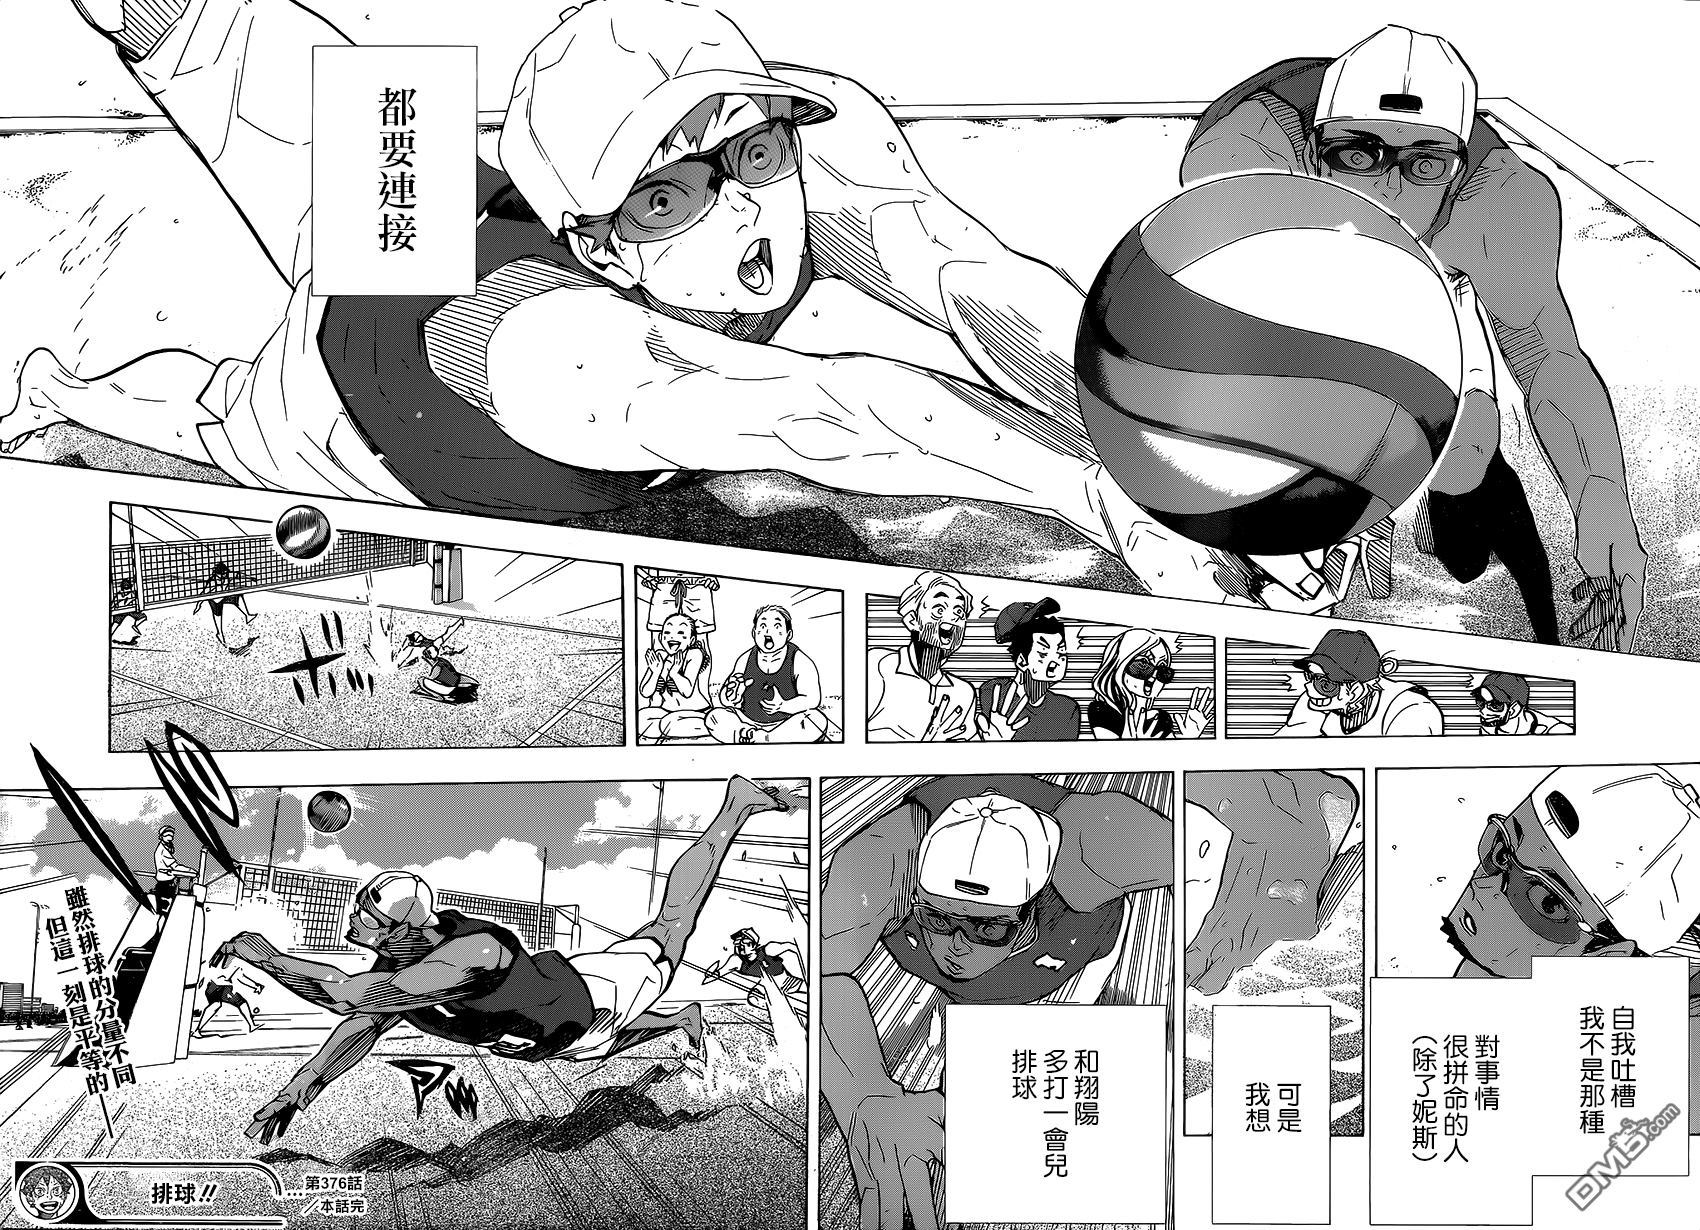 都要連接
自我吐槽
我不是那種
對事情
很拼命的人
(除了妮斯)
可是
我想
和翔陽
多打一會兒
排球
雖然排球的分量不同
但這一刻是平等的——
排球!!
…第376話
／本話完
DM5.com